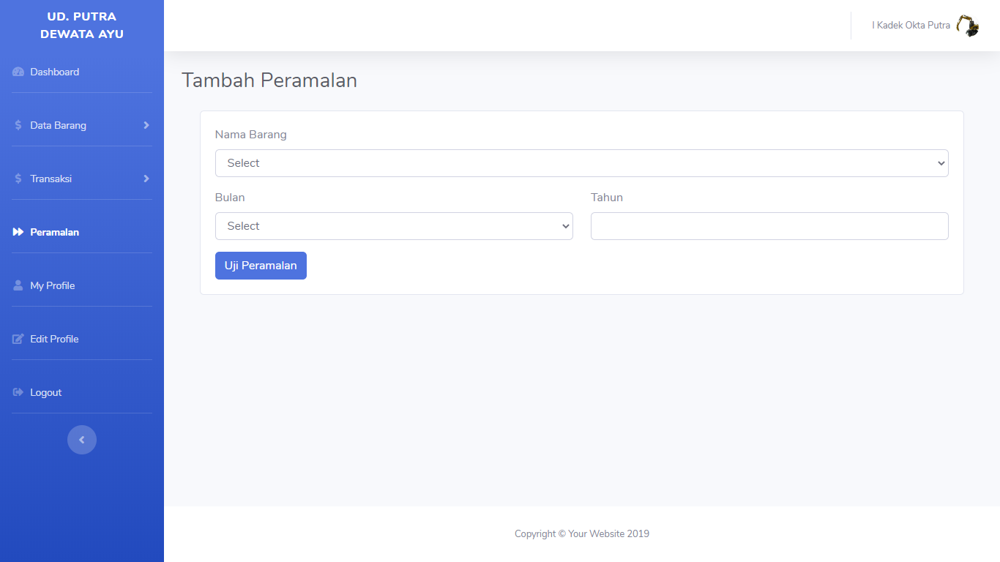 UD. PUTRA
DEWATA AYU
I Kadek Okta Putra
Dashboard
Data Barang
Transaksi
Peramalan
My Profile
Edit Profile
Logout
Tambah Peramalan
Nama Barang
Select
Bulan
Tahun
Select
Uji Peramalan
Copyright © Your Website 2019